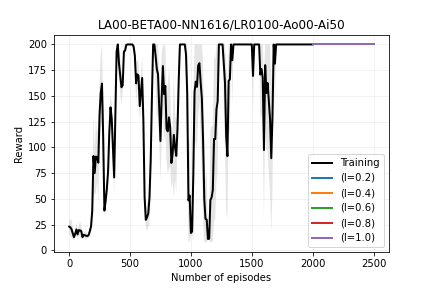 LA00-BETA00-NN1616/LR0100-Ao00-Ai50
200
175
150
125
100
75
50
25
0
Reward
Training
(l=0.2)
(l=0.4)
(l=0.6)
(l=0.8)
(l=1.0)
0 500 1000 1500 2000 2500
Number of episodes